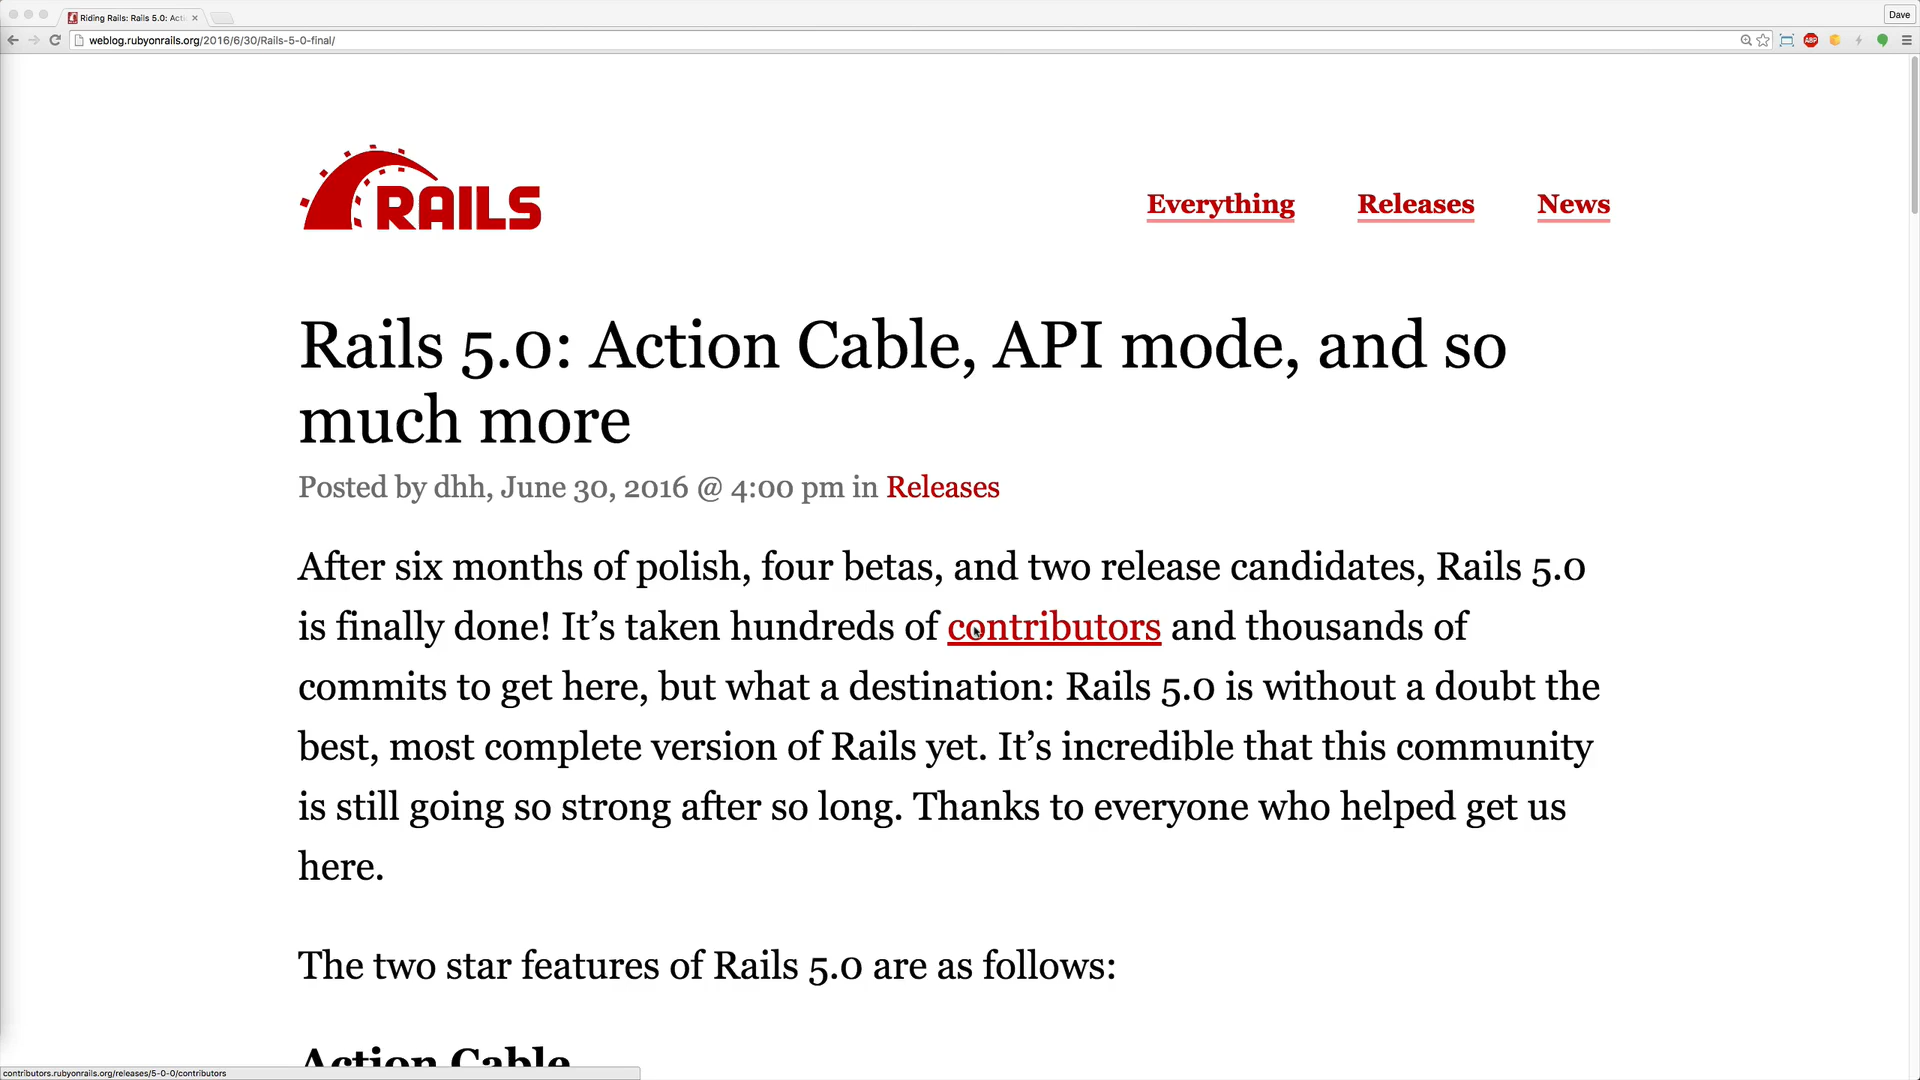 Riding Rails: Rails 5.0: Acti
Dave
weblog.rubyonrails.org/2016/6/30/Rails-5-0-final/
ABP
RAILS
Everything Releases News
Rails 5.0: Action Cable, API mode, and so
much more
Posted by dhh, June 30, 2016 @ 4:00 pm in Releases
After six months of polish, four betas, and two release candidates, Rails 5.0
is finally done! It’s taken hundreds of contributors and thousands of
commits to get here, but what a destination: Rails 5.0 is without a doubt the
best, most complete version of Rails yet. It’s incredible that this community
is still going so strong after so long. Thanks to everyone who helped get us
here.
The two star features of Rails 5.0 are as follows:
Action Cable
contributors.rubyonrails.org/releases/5-0-0/contributors